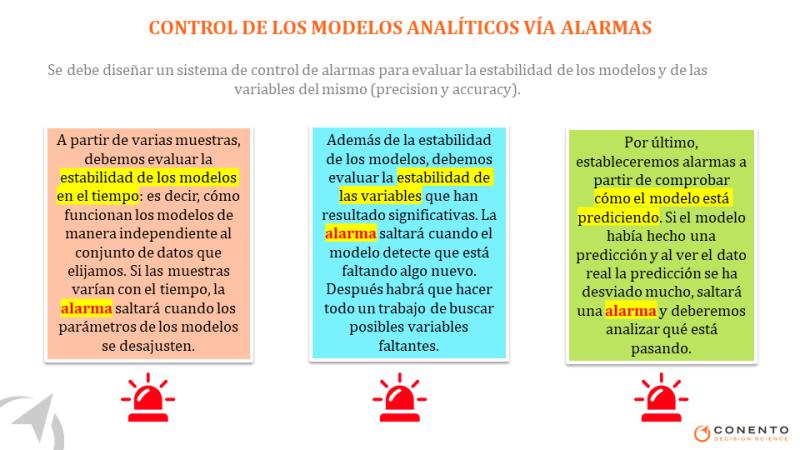 CONTROL DE LOS MODELOS ANALÍTICOS VÍA ALARMAS
Se debe diseñar un sistema de control de alarmas para evaluar la estabilidad de los modelos y de las
variables del mismo (precision y accuracy).
A partir de varias muestras,
debemos evaluar la
estabilidad de los modelos
en el tiempo: es decir, cómo
funcionan los modelos de
manera independiente al
conjunto de datos que
elijamos. Si las muestras
varían con el tiempo, la
alarma saltará cuando los
parámetros de los modelos
se desajusten.
Además de la estabilidad
de los modelos, debemos
evaluar la estabilidad de
las variables que han
resultado significativas. La
alarma saltará cuando el
modelo detecte que está
faltando algo nuevo.
Después habrá que hacer
todo un trabajo de buscar
posibles variables
faltantes.
Por último,
estableceremos alarmas a
partir de comprobar
cómo el modelo está
prediciendo. Si el modelo
había hecho una
predicción y al ver el dato
real la predicción se ha
desviado mucho, saltará
una alarma y deberemos
analizar qué está
pasando.
CONENTO
DECISION SCIENCE